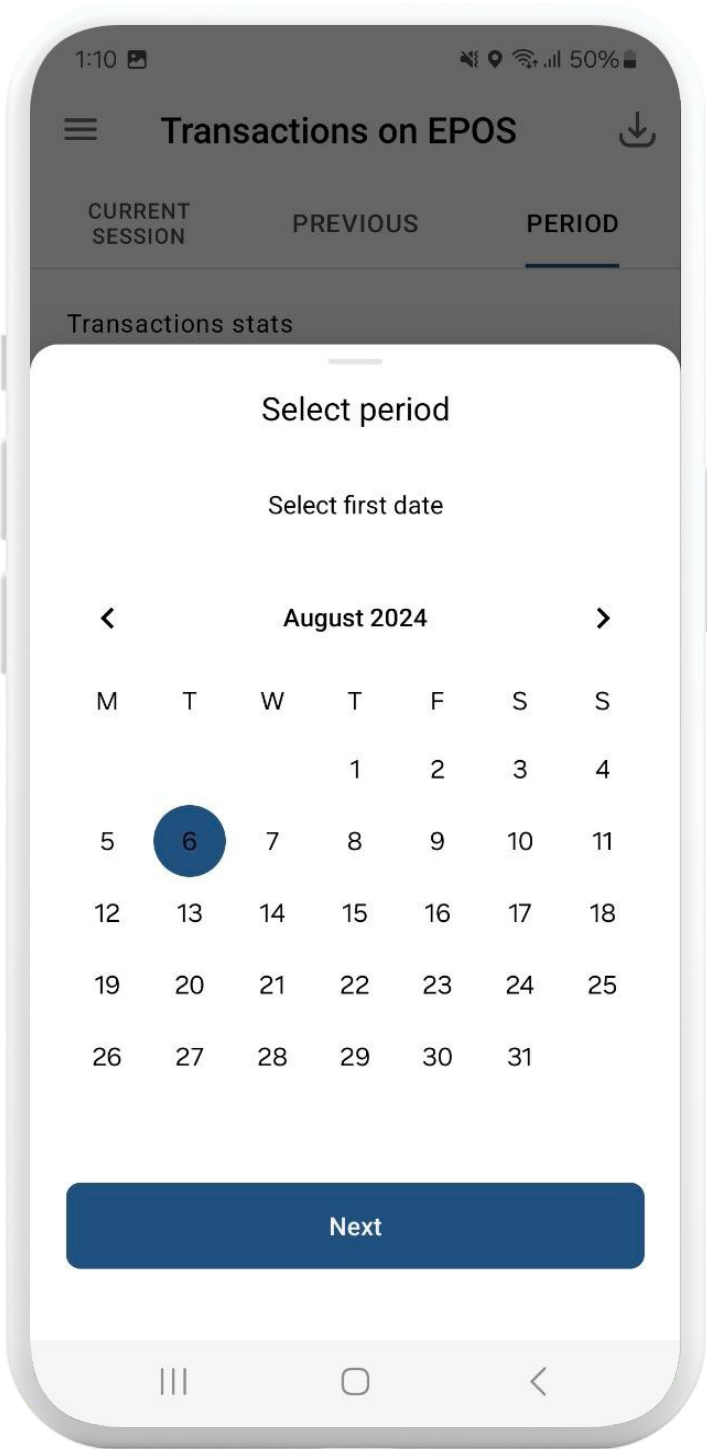 1:10 50%
Transactions on EPOS
CURRENT SESSION PREVIOUS PERIOD
Transactions stats
Select period
Select first date
August 2024
M T W T F S S
1 2 3 4
5 6 7 8 9 10 11
12 13 14 15 16 17 18
19 20 21 22 23 24 25
26 27 28 29 30 31
Next